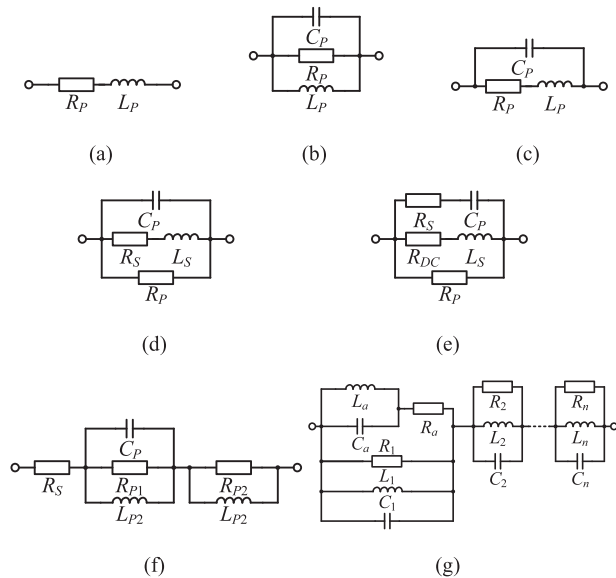 C_P
R_P
L_P
C_P
R_P L_P
R_P L_P
(a)
(b)
(c)
C_P
R_S L_S
R_P
R_S C_P
R_DC L_S
R_P
(d)
(e)
C_P
R_S R_P1 R_P2
L_P2 L_P2
L_a
C_a R_a
R_1
L_1
C_1
R_2
L_2
C_2
R_n
L_n
C_n
(f)
(g)